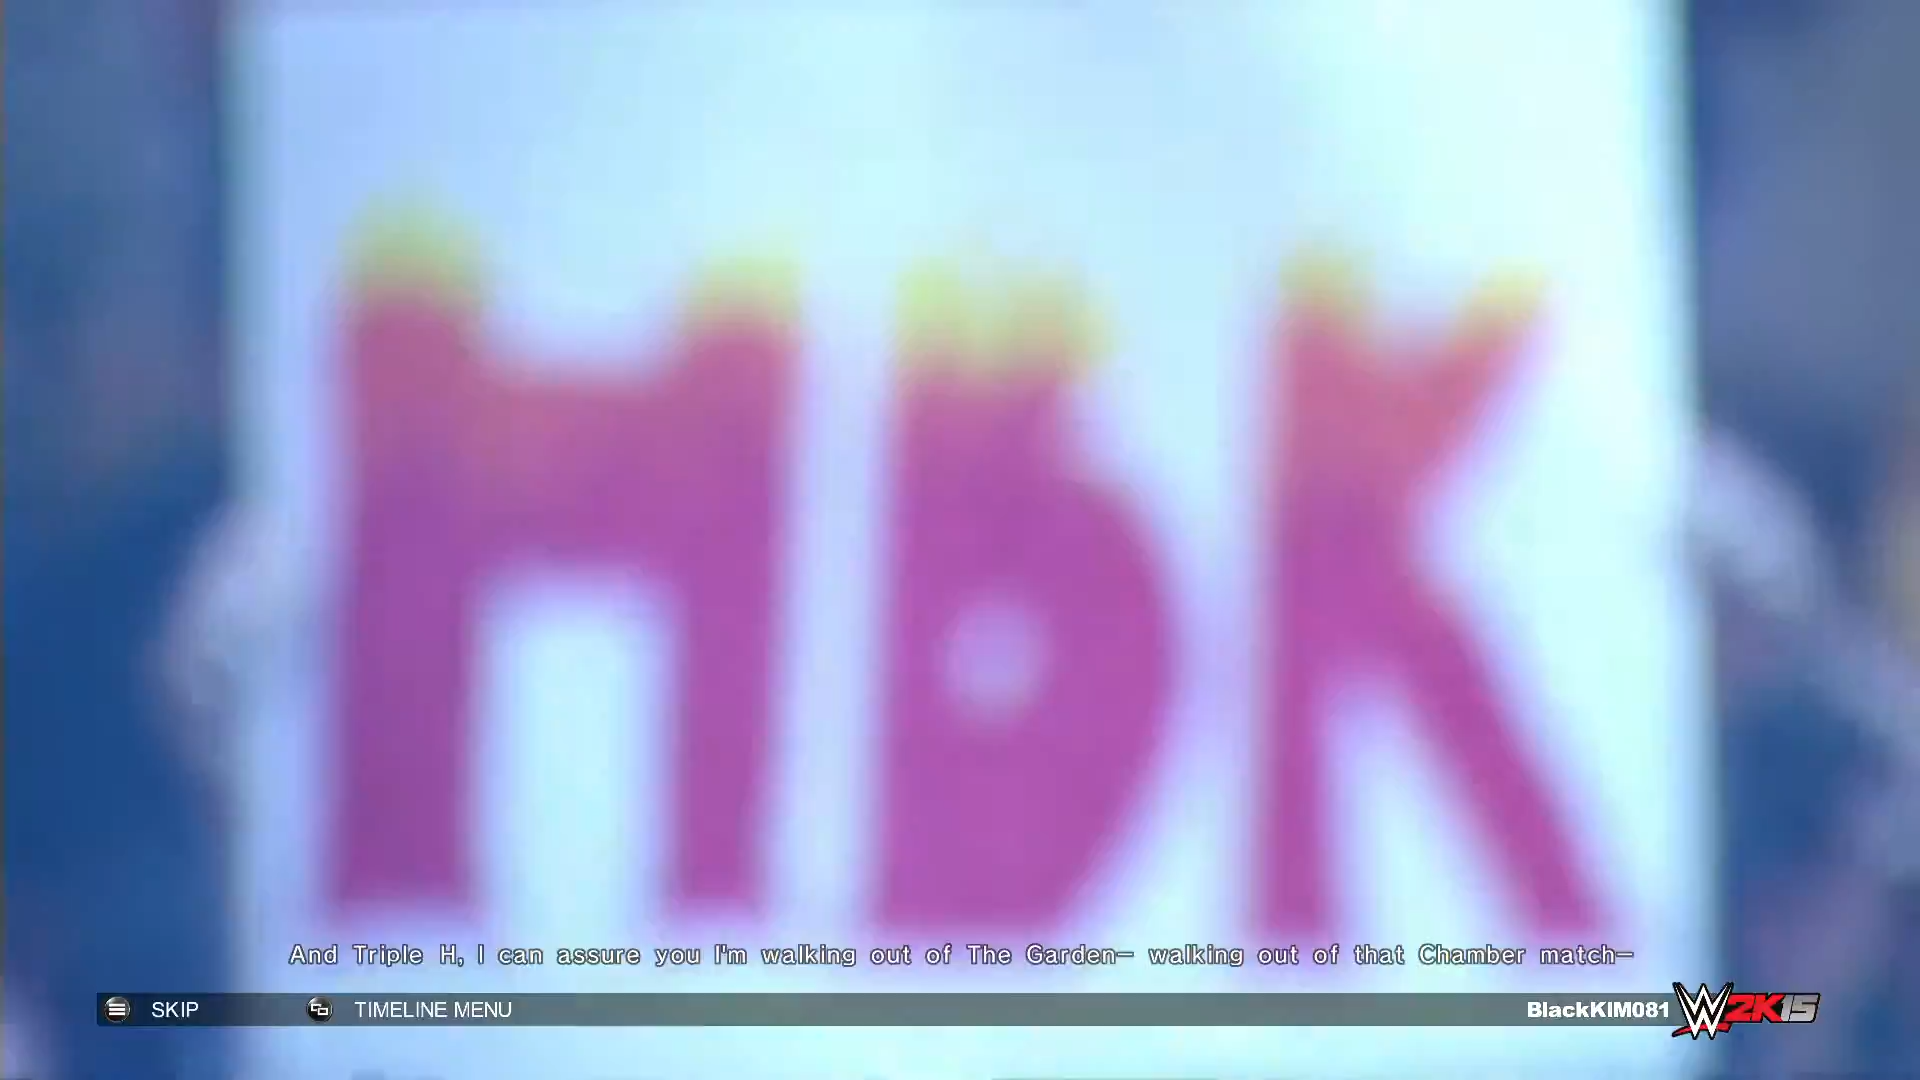 HbK
And Triple H, I can assure you I'm walking out of The Garden— walking out of that Chamber match—
SKIP
TIMELINE MENU
BlackKIM081
W 2K15